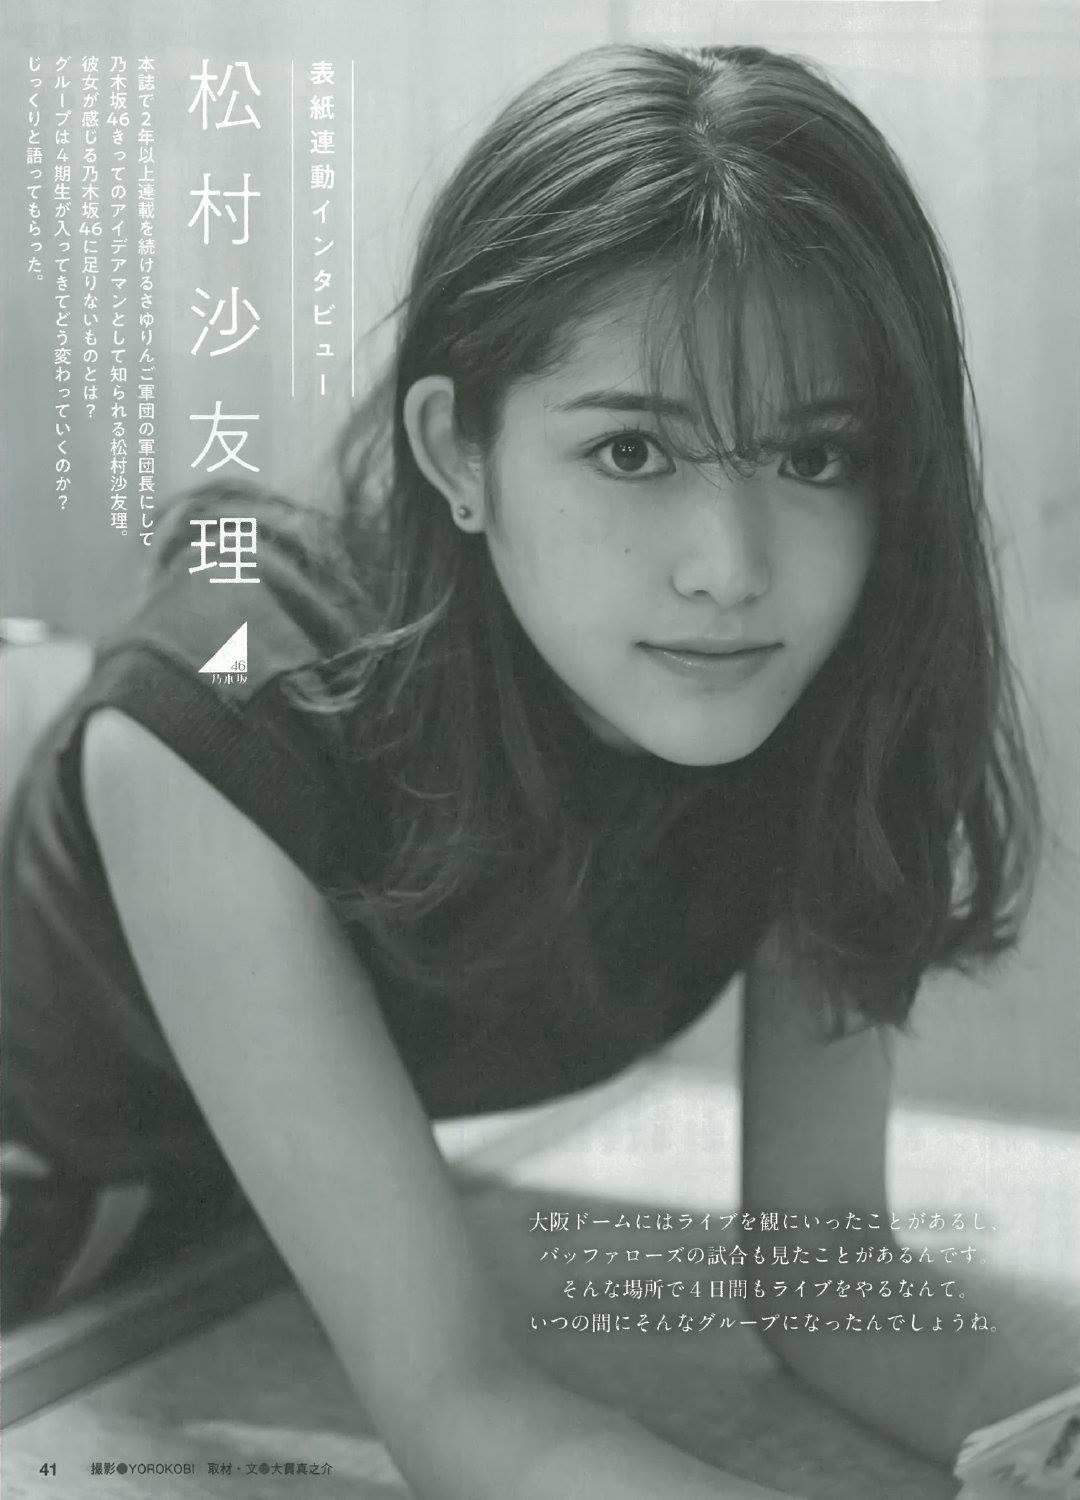 表紙連動インタビュー
松村沙友理
46
乃木坂
本誌で2年以上連載を続けるさゆりんご軍団の軍団長にして
乃木坂46きってのアイデアマンとして知られる松村沙友理。
彼女が感じる乃木坂46に足りないものとは？
グループは4期生が入ってきてどう変わっていくのか？
じっくりと語ってもらった。
大阪ドームにはライブを観にいったことがあるし、
バッファローズの試合も見たことがあるんです。
そんな場所で4日間もライブをやるなんて。
いつの間にそんなグループになったんでしょうね。
41 撮影●YOROKOBI 取材・文●大貫真之介